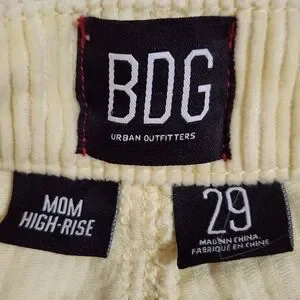 BDG
URBAN OUTFITTERS
MOM
HIGH-RISE
29
MADE IN CHINA
FABRIQUÉ EN CHINE